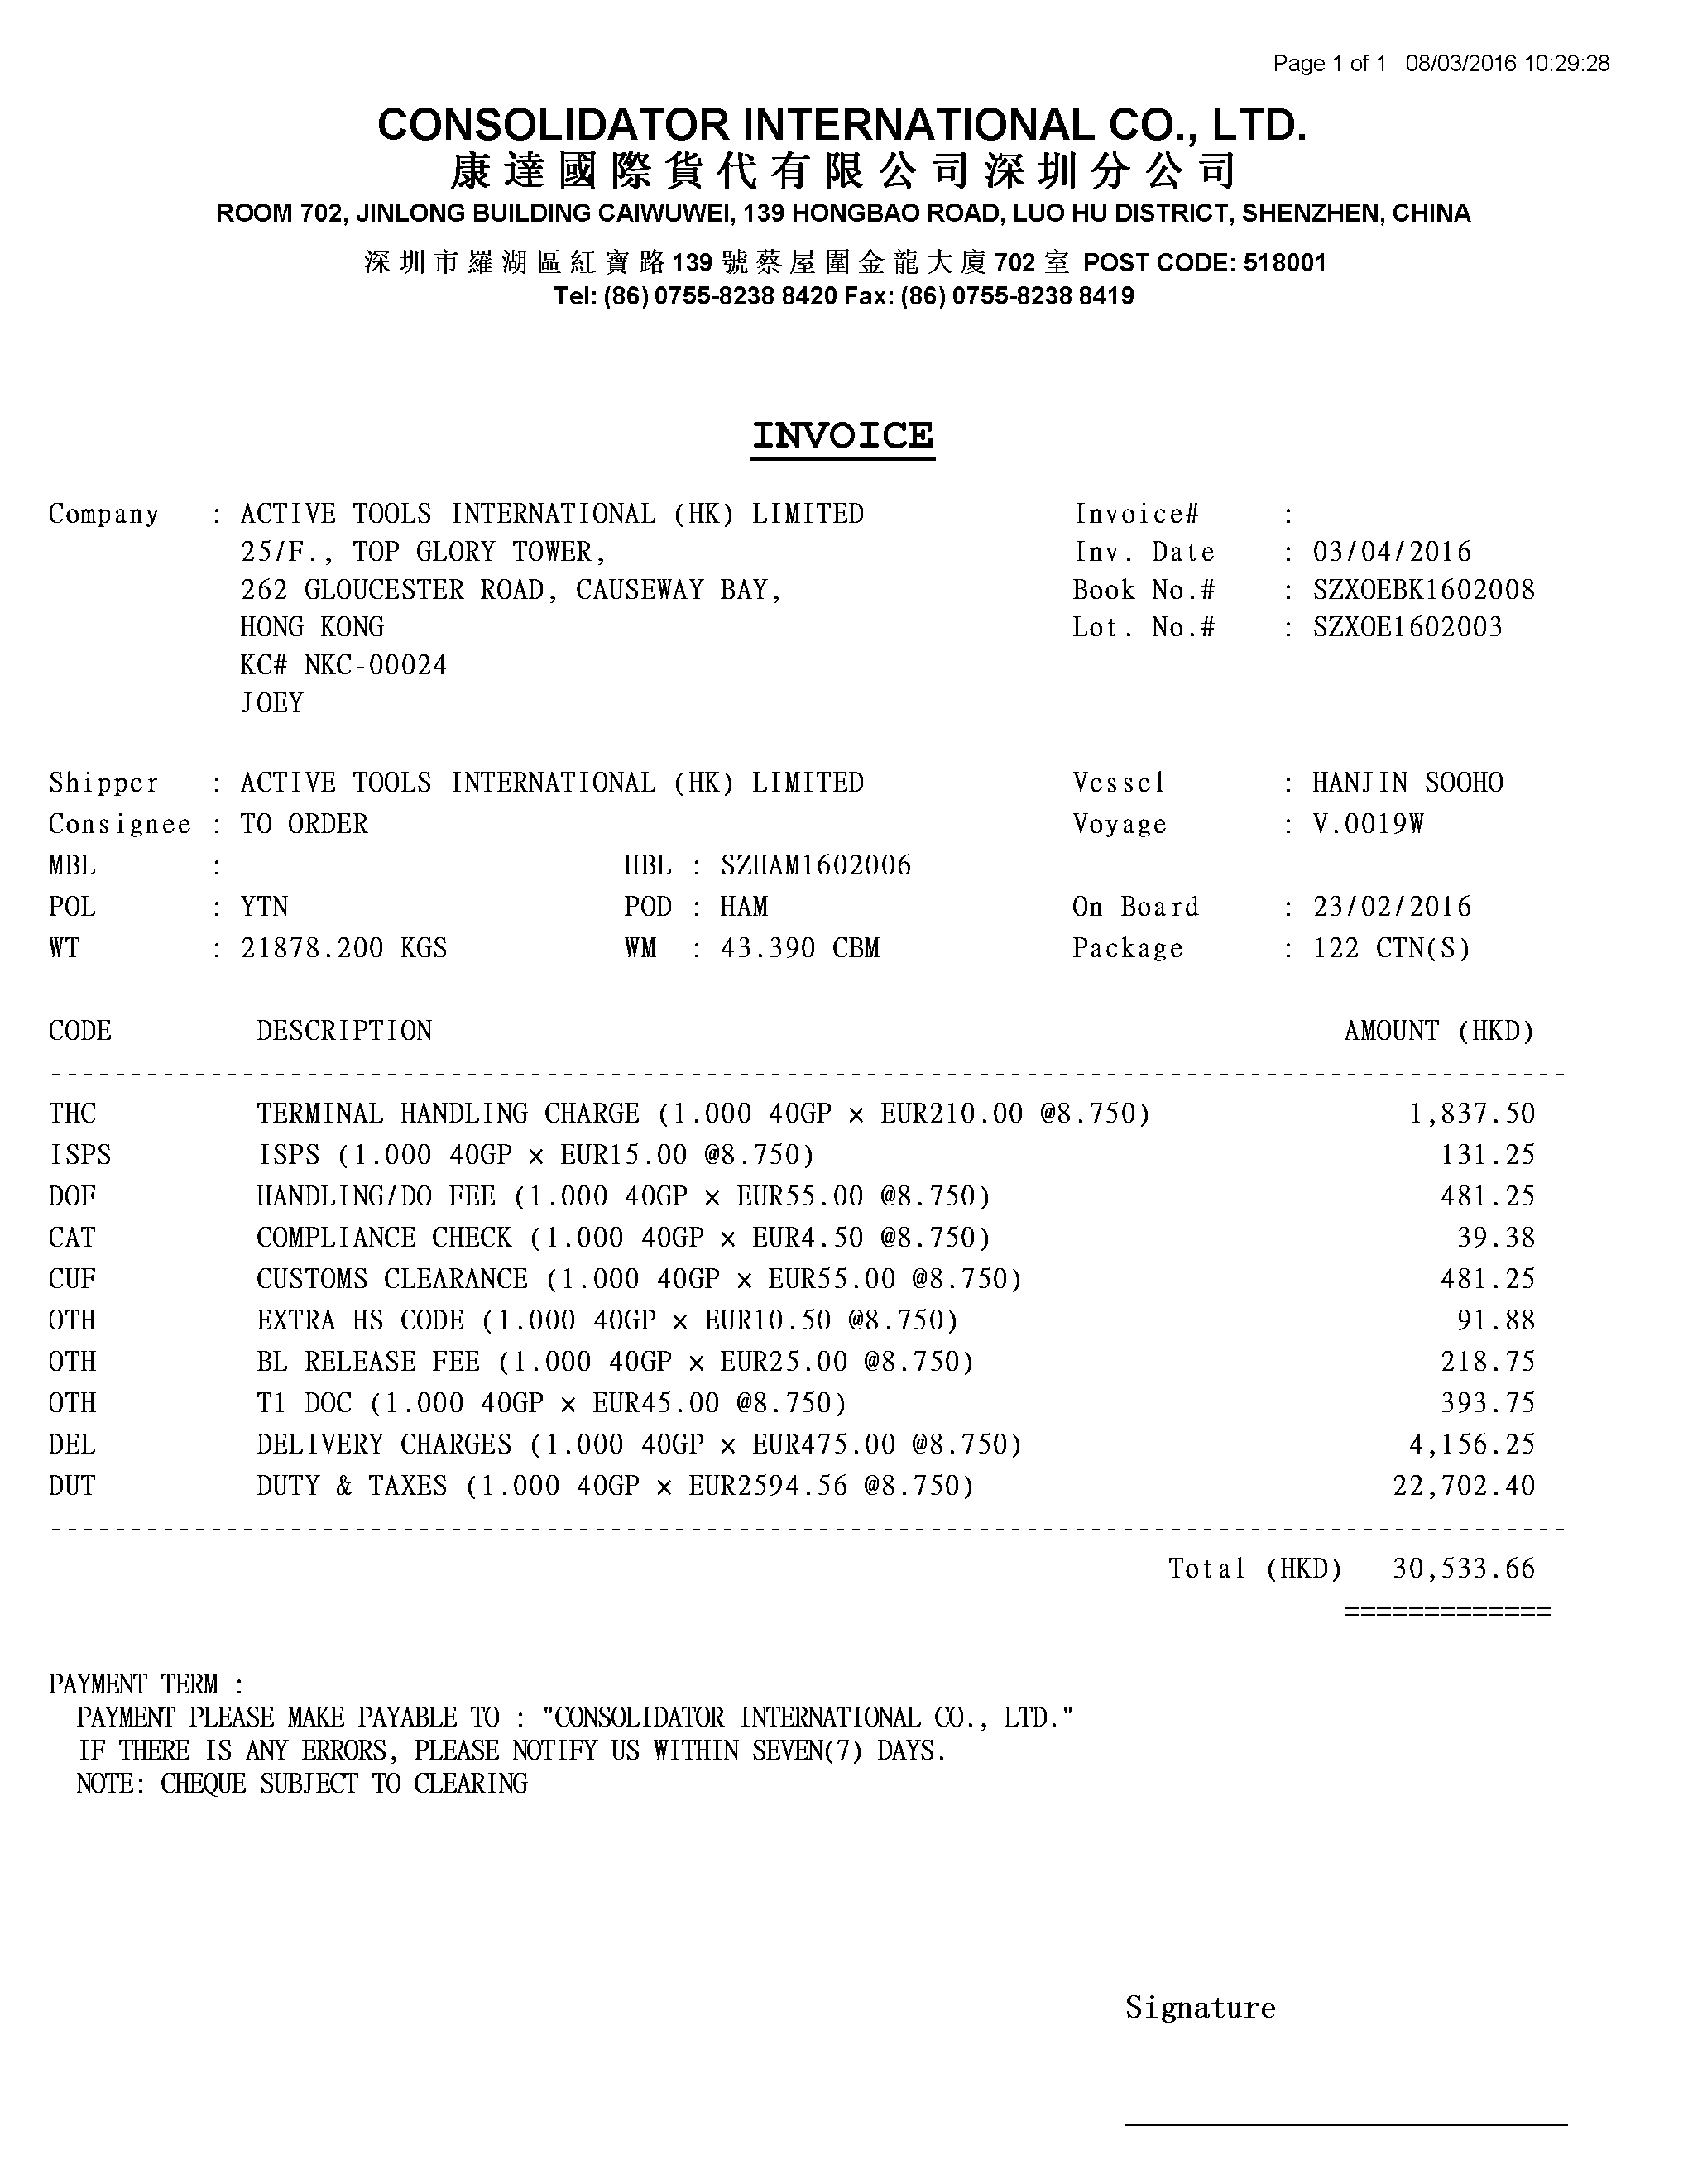 Page 1 of 1 08/03/2016 10:29:28
CONSOLIDATOR INTERNATIONAL CO., LTD.
康達國際貨代有限公司深圳分公司
ROOM 702, JINLONG BUILDING CAIWUWEI, 139 HONGBAO ROAD, LUO HU DISTRICT, SHENZHEN, CHINA
深圳市羅湖區紅寶路139號蔡屋圍金龍大廈702室 POST CODE: 518001
Tel: (86) 0755-8238 8420 Fax: (86) 0755-8238 8419
INVOICE
Company : ACTIVE TOOLS INTERNATIONAL (HK) LIMITED Invoice# :
25/F., TOP GLORY TOWER, Inv. Date : 03/04/2016
262 GLOUCESTER ROAD, CAUSEWAY BAY, Book No.# : SZXOEBK1602008
HONG KONG Lot. No.# : SZXOE1602003
KC# NKC-00024
JOEY
Shipper : ACTIVE TOOLS INTERNATIONAL (HK) LIMITED Vessel : HANJIN SOOHO
Consignee : TO ORDER Voyage : V.0019W
MBL : HBL : SZHAM1602006
POL : YTN POD : HAM On Board : 23/02/2016
WT : 21878.200 KGS WM : 43.390 CBM Package : 122 CTN(S)
CODE DESCRIPTION AMOUNT (HKD)
THC TERMINAL HANDLING CHARGE (1.000 40GP × EUR210.00 @8.750) 1,837.50
ISPS ISPS (1.000 40GP × EUR15.00 @8.750) 131.25
DOF HANDLING/DO FEE (1.000 40GP × EUR55.00 @8.750) 481.25
CAT COMPLIANCE CHECK (1.000 40GP × EUR4.50 @8.750) 39.38
CUF CUSTOMS CLEARANCE (1.000 40GP × EUR55.00 @8.750) 481.25
OTH EXTRA HS CODE (1.000 40GP × EUR10.50 @8.750) 91.88
OTH BL RELEASE FEE (1.000 40GP × EUR25.00 @8.750) 218.75
OTH T1 DOC (1.000 40GP × EUR45.00 @8.750) 393.75
DEL DELIVERY CHARGES (1.000 40GP × EUR475.00 @8.750) 4,156.25
DUT DUTY & TAXES (1.000 40GP × EUR2594.56 @8.750) 22,702.40
Total (HKD) 30,533.66
=============
PAYMENT TERM :
PAYMENT PLEASE MAKE PAYABLE TO : "CONSOLIDATOR INTERNATIONAL CO., LTD."
IF THERE IS ANY ERRORS, PLEASE NOTIFY US WITHIN SEVEN(7) DAYS.
NOTE: CHEQUE SUBJECT TO CLEARING
Signature